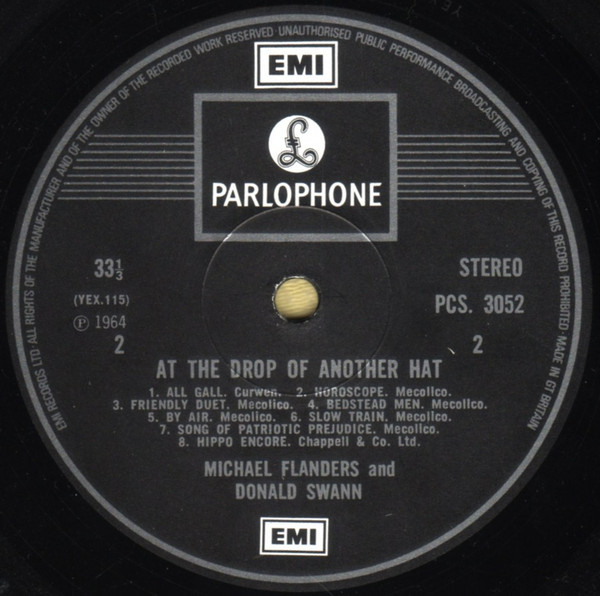 EMI RECORDS LTD ALL RIGHTS OF THE MANUFACTURER AND OF THE OWNER OF THE RECORDED WORK RESERVED · UNAUTHORISED PUBLIC PERFORMANCE BROADCASTING AND COPYING OF THIS RECORD PROHIBITED · MADE IN GT BRITAIN
EMI
£
PARLOPHONE
33⅓
STEREO
(YEX.115)
PCS. 3052
Ⓟ 1964
2
2
AT THE DROP OF ANOTHER HAT
1. ALL GALL. Curwen. 2. HOROSCOPE. Mecolico.
3. FRIENDLY DUET. Mecolico. 4. BEDSTEAD MEN. Mecolico.
5. BY AIR. Mecolico. 6. SLOW TRAIN. Mecolico.
7. SONG OF PATRIOTIC PREJUDICE. Mecolico.
8. HIPPO ENCORE. Chappell & Co. Ltd.
MICHAEL FLANDERS and
DONALD SWANN
EMI